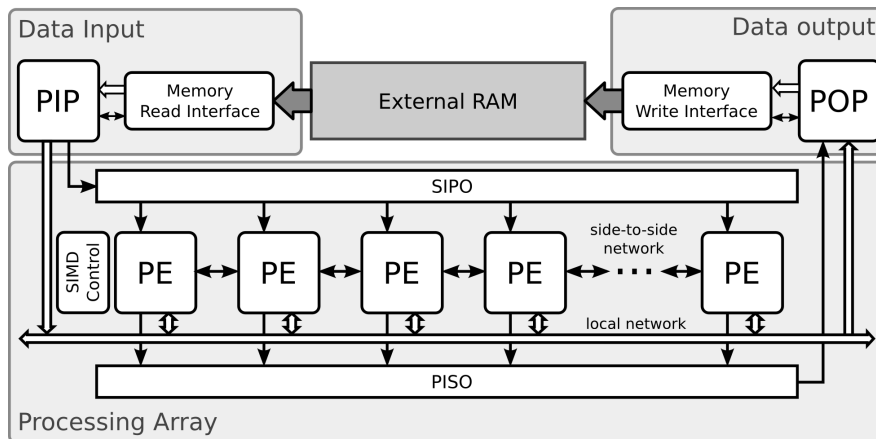 Data Input
Data output
PIP
Memory
Read Interface
External RAM
Memory
Write Interface
POP
SIPO
SIMD
Control
PE
PE
PE
PE
side-to-side
network
PE
local network
PISO
Processing Array